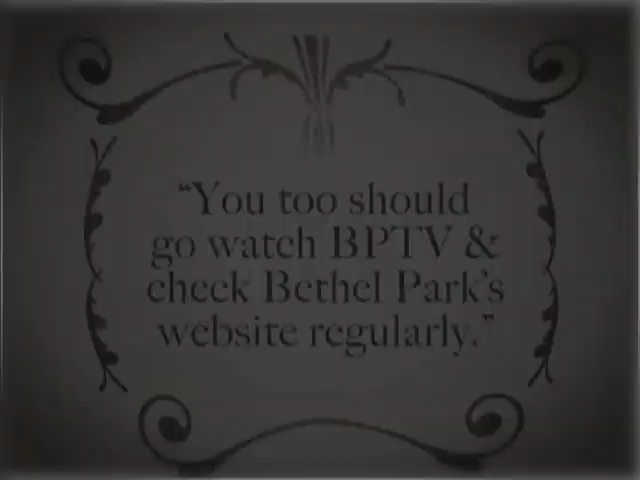 “You too should
go watch BPTV &
check Bethel Park's
website regularly.”